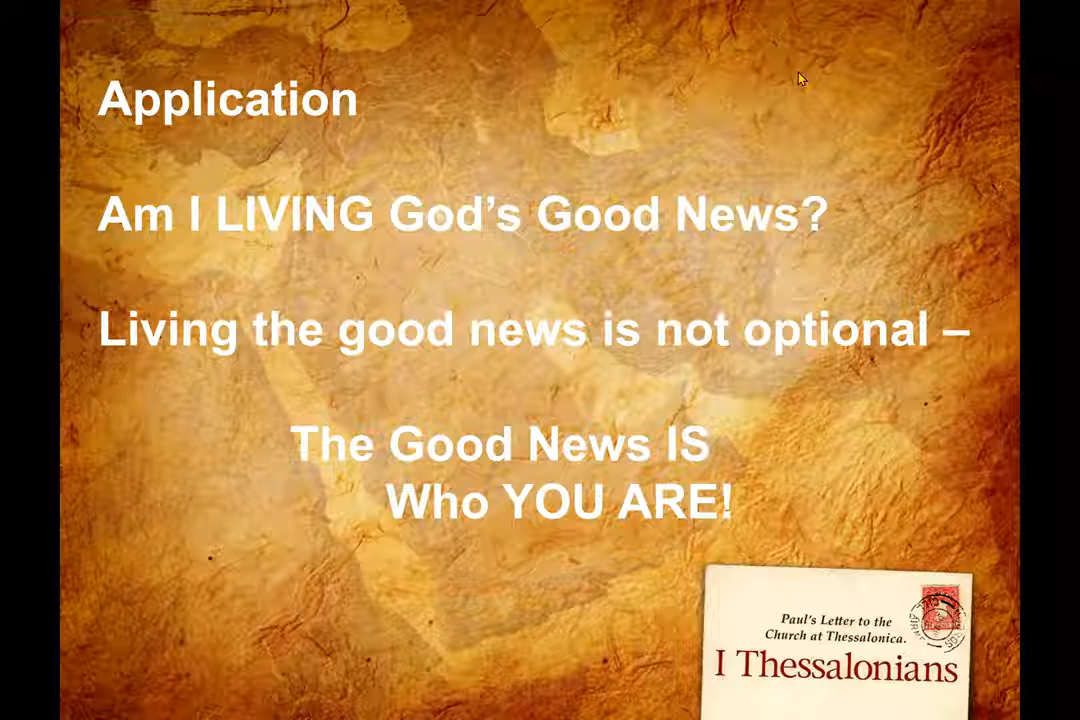 Application
Am I LIVING God’s Good News?
Living the good news is not optional –
The Good News IS
Who YOU ARE!
Paul's Letter to the
Church at Thessalonica.
I Thessalonians